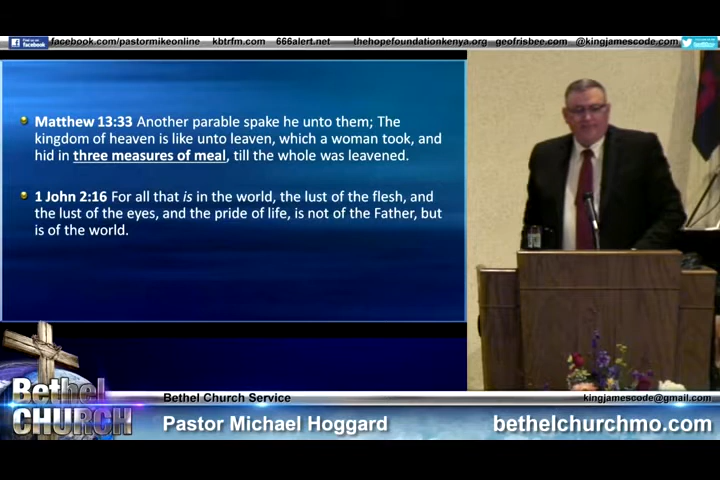 Find us on facebook facebook.com/pastormikeonline kbtrfm.com 666alert.net thehopefoundationkenya.org geofrisbee.com @kingjamescode.com
Matthew 13:33 Another parable spake he unto them; The
kingdom of heaven is like unto leaven, which a woman took, and
hid in three measures of meal, till the whole was leavened.
1 John 2:16 For all that is in the world, the lust of the flesh, and
the lust of the eyes, and the pride of life, is not of the Father, but
is of the world.
Bethel
CHURCH
Bethel Church Service
kingjamescode@gmail.com
Pastor Michael Hoggard
bethelchurchmo.com